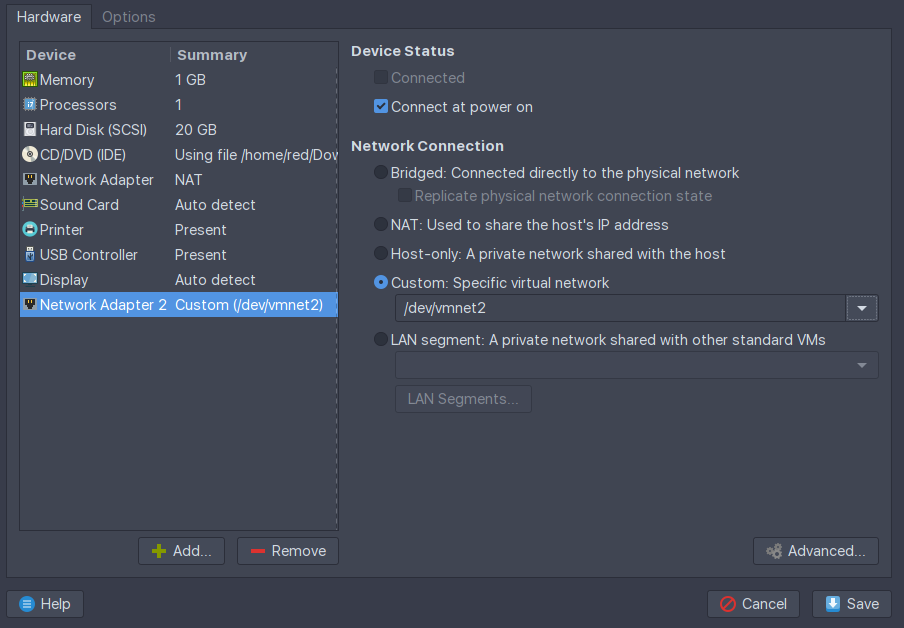 Hardware Options
Device Summary
Memory 1 GB
Processors 1
Hard Disk (SCSI) 20 GB
CD/DVD (IDE) Using file /home/red/Dow
Network Adapter NAT
Sound Card Auto detect
Printer Present
USB Controller Present
Display Auto detect
Network Adapter 2 Custom (/dev/vmnet2)
Add...
Remove
Device Status
Connected
Connect at power on
Network Connection
Bridged: Connected directly to the physical network
Replicate physical network connection state
NAT: Used to share the host's IP address
Host-only: A private network shared with the host
Custom: Specific virtual network
/dev/vmnet2
LAN segment: A private network shared with other standard VMs
LAN Segments...
Advanced...
Help
Cancel
Save